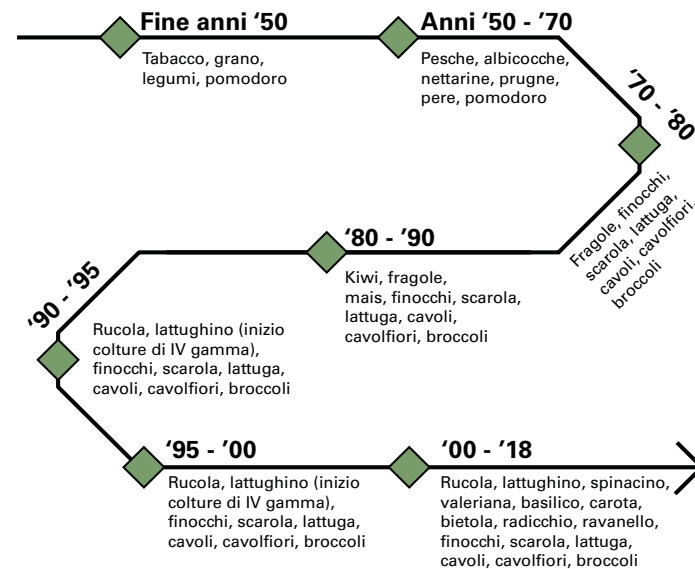 Fine anni ‘50
Tabacco, grano,
legumi, pomodoro
Anni ‘50 - ’70
Pesche, albicocche,
nettarine, prugne,
pere, pomodoro
‘70 - ‘80
Fragole, finocchi,
scarola, lattuga,
cavoli, cavolfiori,
broccoli
‘80 - ‘90
Kiwi, fragole,
mais, finocchi, scarola,
lattuga, cavoli,
cavolfiori, broccoli
‘90 - ’95
Rucola, lattughino (inizio
colture di IV gamma),
finocchi, scarola, lattuga,
cavoli, cavolfiori, broccoli
‘95 - ’00
Rucola, lattughino (inizio
colture di IV gamma),
finocchi, scarola, lattuga,
cavoli, cavolfiori, broccoli
‘00 - ’18
Rucola, lattughino, spinacino,
valeriana, basilico, carota,
bietola, radicchio, ravanello,
finocchi, scarola, lattuga,
cavoli, cavolfiori, broccoli